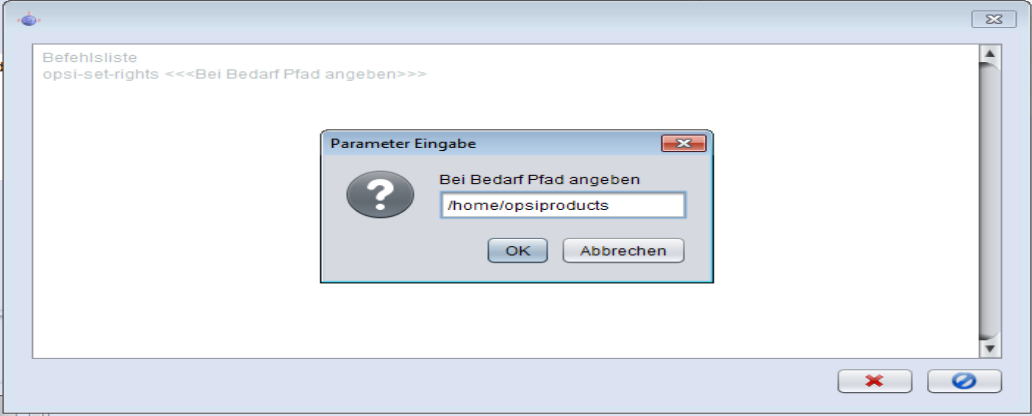 Befehlsliste
opsi-set-rights <<<Bei Bedarf Pfad angeben>>>
Parameter Eingabe
Bei Bedarf Pfad angeben
/home/opsiproducts
OK
Abbrechen